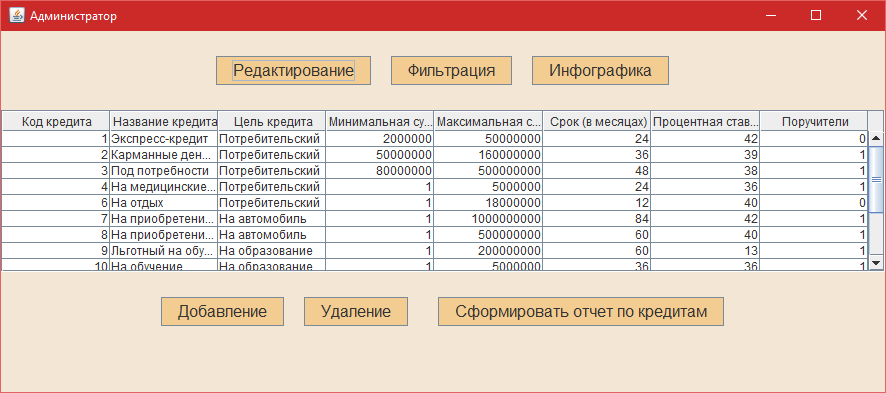 Администратор
Редактирование Фильтрация Инфографика
Код кредита Название кредита Цель кредита Минимальная су... Максимальная с... Срок (в месяцах) Процентная став... Поручители
1 Экспресс-кредит Потребительский 2000000 50000000 24 42 0
2 Карманные ден... Потребительский 50000000 160000000 36 39 1
3 Под потребности Потребительский 80000000 500000000 48 38 1
4 На медицинские... Потребительский 1 5000000 24 36 1
6 На отдых Потребительский 1 18000000 12 40 0
7 На приобретени... На автомобиль 1 1000000000 84 42 1
8 На приобретени... На автомобиль 1 500000000 60 40 1
9 Льготный на обу... На образование 1 200000000 60 13 1
10 На обучение На образование 1 5000000 36 36 1
Добавление Удаление Сформировать отчет по кредитам